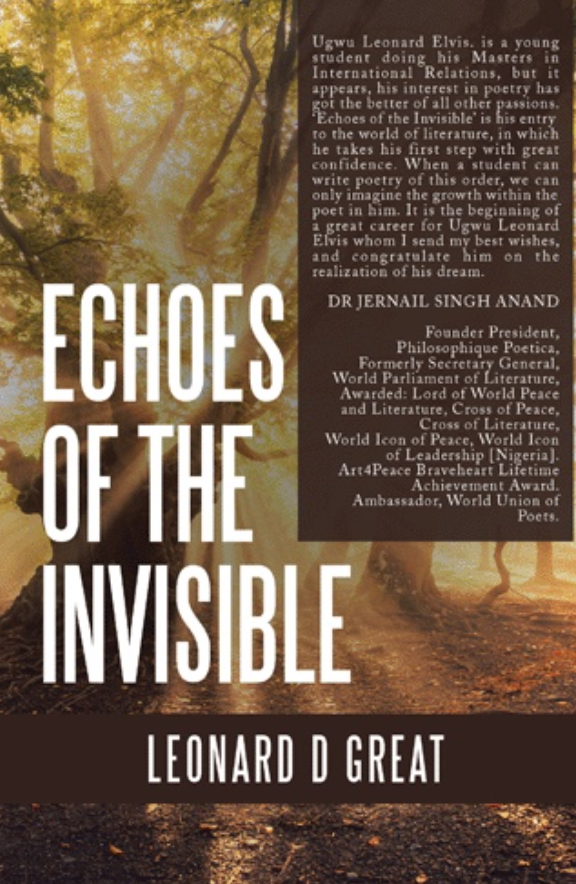 Ugwu Leonard Elvis. is a young
student doing his Masters in
International Relations, but it
appears, his interest in poetry has
got the better of all other passions.
'Echoes of the Invisible' is his entry
to the world of literature, in which
he takes his first step with great
confidence. When a student can
write poetry of this order, we can
only imagine the growth within the
poet in him. It is the beginning of
a great career for Ugwu Leonard
Elvis whom I send my best wishes,
and congratulate him on the
realization of his dream.
DR JERNAIL SINGH ANAND
Founder President,
Philosophique Poetica,
Formerly Secretary General,
World Parliament of Literature,
Awarded: Lord of World Peace
and Literature, Cross of Peace,
Cross of Literature,
World Icon of Peace, World Icon
of Leadership [Nigeria].
Art4Peace Braveheart Lifetime
Achievement Award.
Ambassador, World Union of
Poets.
ECHOES
OF THE
INVISIBLE
LEONARD D GREAT